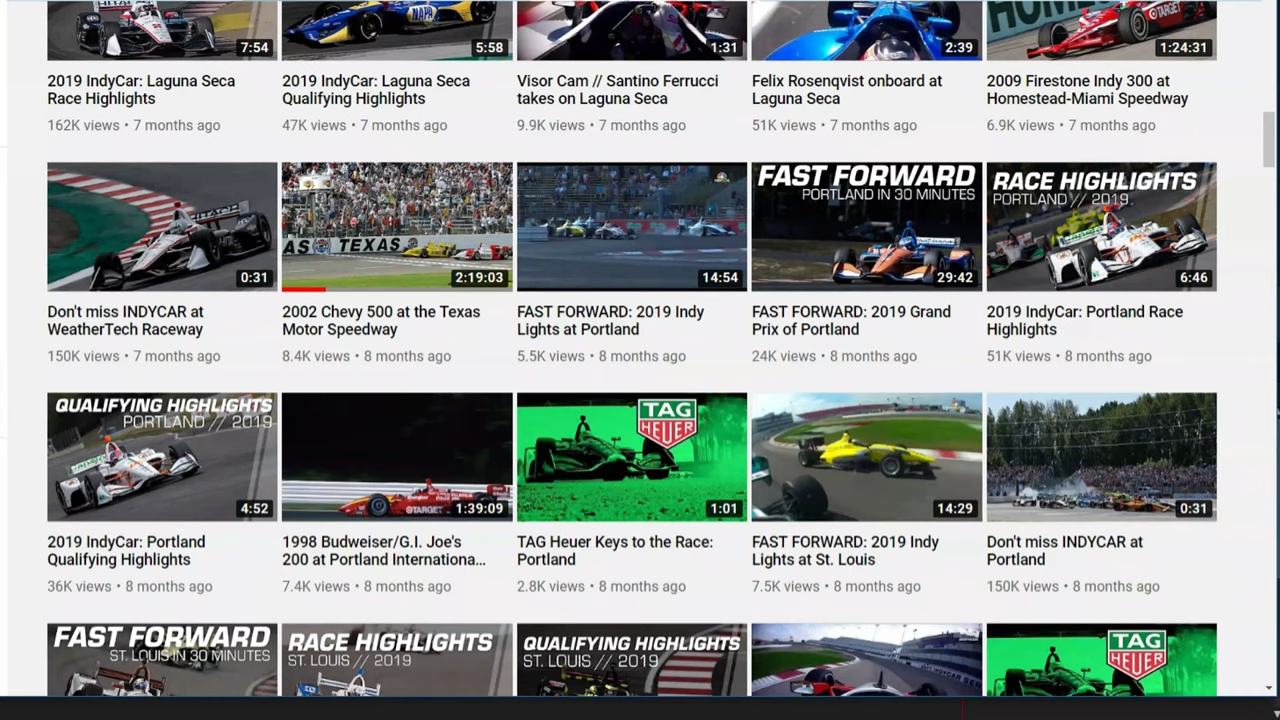 HOME
TARGET
NAPA
7:54
5:58
1:31
2:39
1:24:31
2019 IndyCar: Laguna Seca
Race Highlights
162K views • 7 months ago
2019 IndyCar: Laguna Seca
Qualifying Highlights
47K views • 7 months ago
Visor Cam // Santino Ferrucci
takes on Laguna Seca
9.9K views • 7 months ago
Felix Rosenqvist onboard at
Laguna Seca
51K views • 7 months ago
2009 Firestone Indy 300 at
Homestead-Miami Speedway
6.9K views • 7 months ago
0:31
AS TEXAS
2:19:03
14:54
FAST FORWARD
PORTLAND IN 30 MINUTES
29:42
RACE HIGHLIGHTS
PORTLAND // 2019
6:46
Don't miss INDYCAR at
WeatherTech Raceway
150K views • 7 months ago
2002 Chevy 500 at the Texas
Motor Speedway
8.4K views • 8 months ago
FAST FORWARD: 2019 Indy
Lights at Portland
5.5K views • 8 months ago
FAST FORWARD: 2019 Grand
Prix of Portland
24K views • 8 months ago
2019 IndyCar: Portland Race
Highlights
51K views • 8 months ago
QUALIFYING HIGHLIGHTS
PORTLAND // 2019
4:52
TARGET
1:39:09
TAG
HEUER
1:01
14:29
0:31
2019 IndyCar: Portland
Qualifying Highlights
36K views • 8 months ago
1998 Budweiser/G.I. Joe's
200 at Portland Internationa...
7.4K views • 8 months ago
TAG Heuer Keys to the Race:
Portland
2.8K views • 8 months ago
FAST FORWARD: 2019 Indy
Lights at St. Louis
7.5K views • 8 months ago
Don't miss INDYCAR at
Portland
150K views • 8 months ago
FAST FORWARD
ST. LOUIS IN 30 MINUTES
RACE HIGHLIGHTS
ST. LOUIS // 2019
QUALIFYING HIGHLIGHTS
ST. LOUIS // 2019
TAG
HEUER